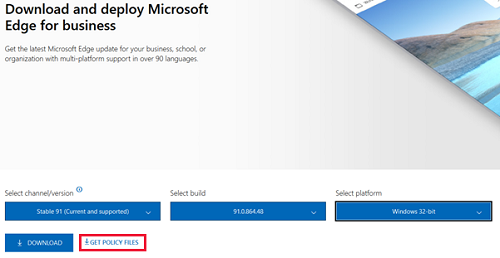 Download and deploy Microsoft
Edge for business
Get the latest Microsoft Edge update for your business, school, or
organization with multi-platform support in over 90 languages.
Select channel/version
Select build
Select platform
Stable 91 (Current and supported)
91.0.864.48
Windows 32-bit
DOWNLOAD
GET POLICY FILES